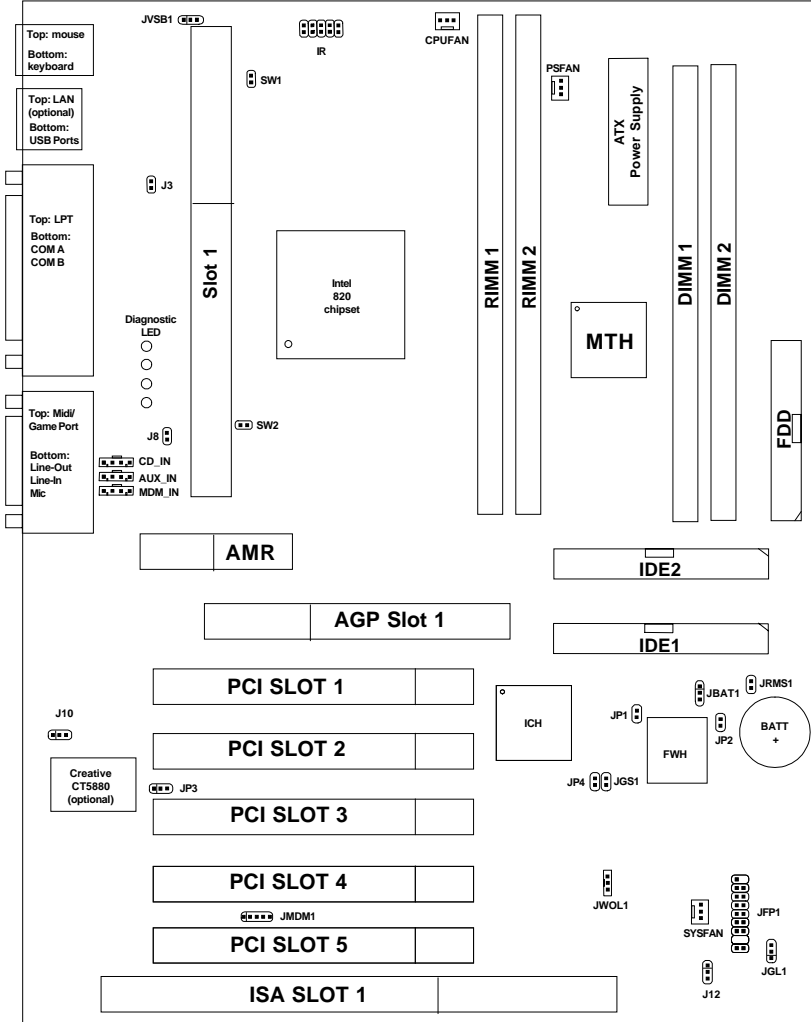 JVSB1
IR
CPUFAN
Top: mouse
Bottom:
keyboard
SW1
PSFAN
Top: LAN
(optional)
Bottom:
USB Ports
ATX
Power Supply
J3
Top: LPT
Bottom:
COM A
COM B
Slot 1
Intel
820
chipset
RIMM 1
RIMM 2
DIMM 1
DIMM 2
MTH
Diagnostic
LED
FDD
Top: Midi/
Game Port
Bottom:
Line-Out
Line-In
Mic
J8
SW2
CD_IN
AUX_IN
MDM_IN
AMR
IDE2
AGP Slot 1
IDE1
PCI SLOT 1
ICH
JBAT1
JRMS1
JP1
JP2
BATT
+
FWH
J10
PCI SLOT 2
Creative
CT5880
(optional)
JP3
JP4
JGS1
PCI SLOT 3
PCI SLOT 4
JWOL1
JMDM1
JFP1
SYSFAN
PCI SLOT 5
JGL1
J12
ISA SLOT 1